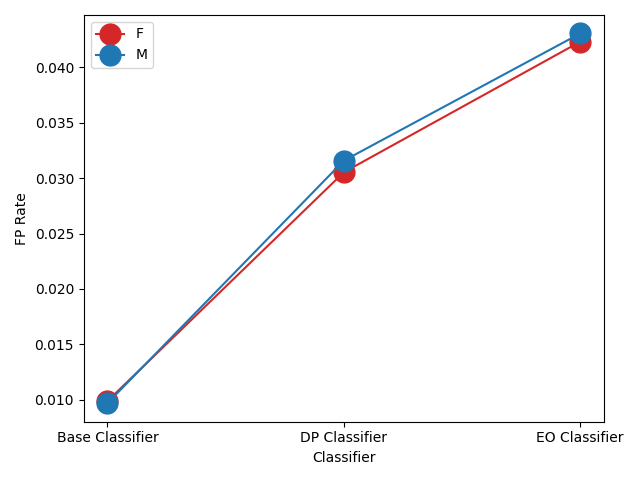 F
M
0.040
0.035
0.030
0.025
0.020
0.015
0.010
FP Rate
Base Classifier
DP Classifier
EO Classifier
Classifier